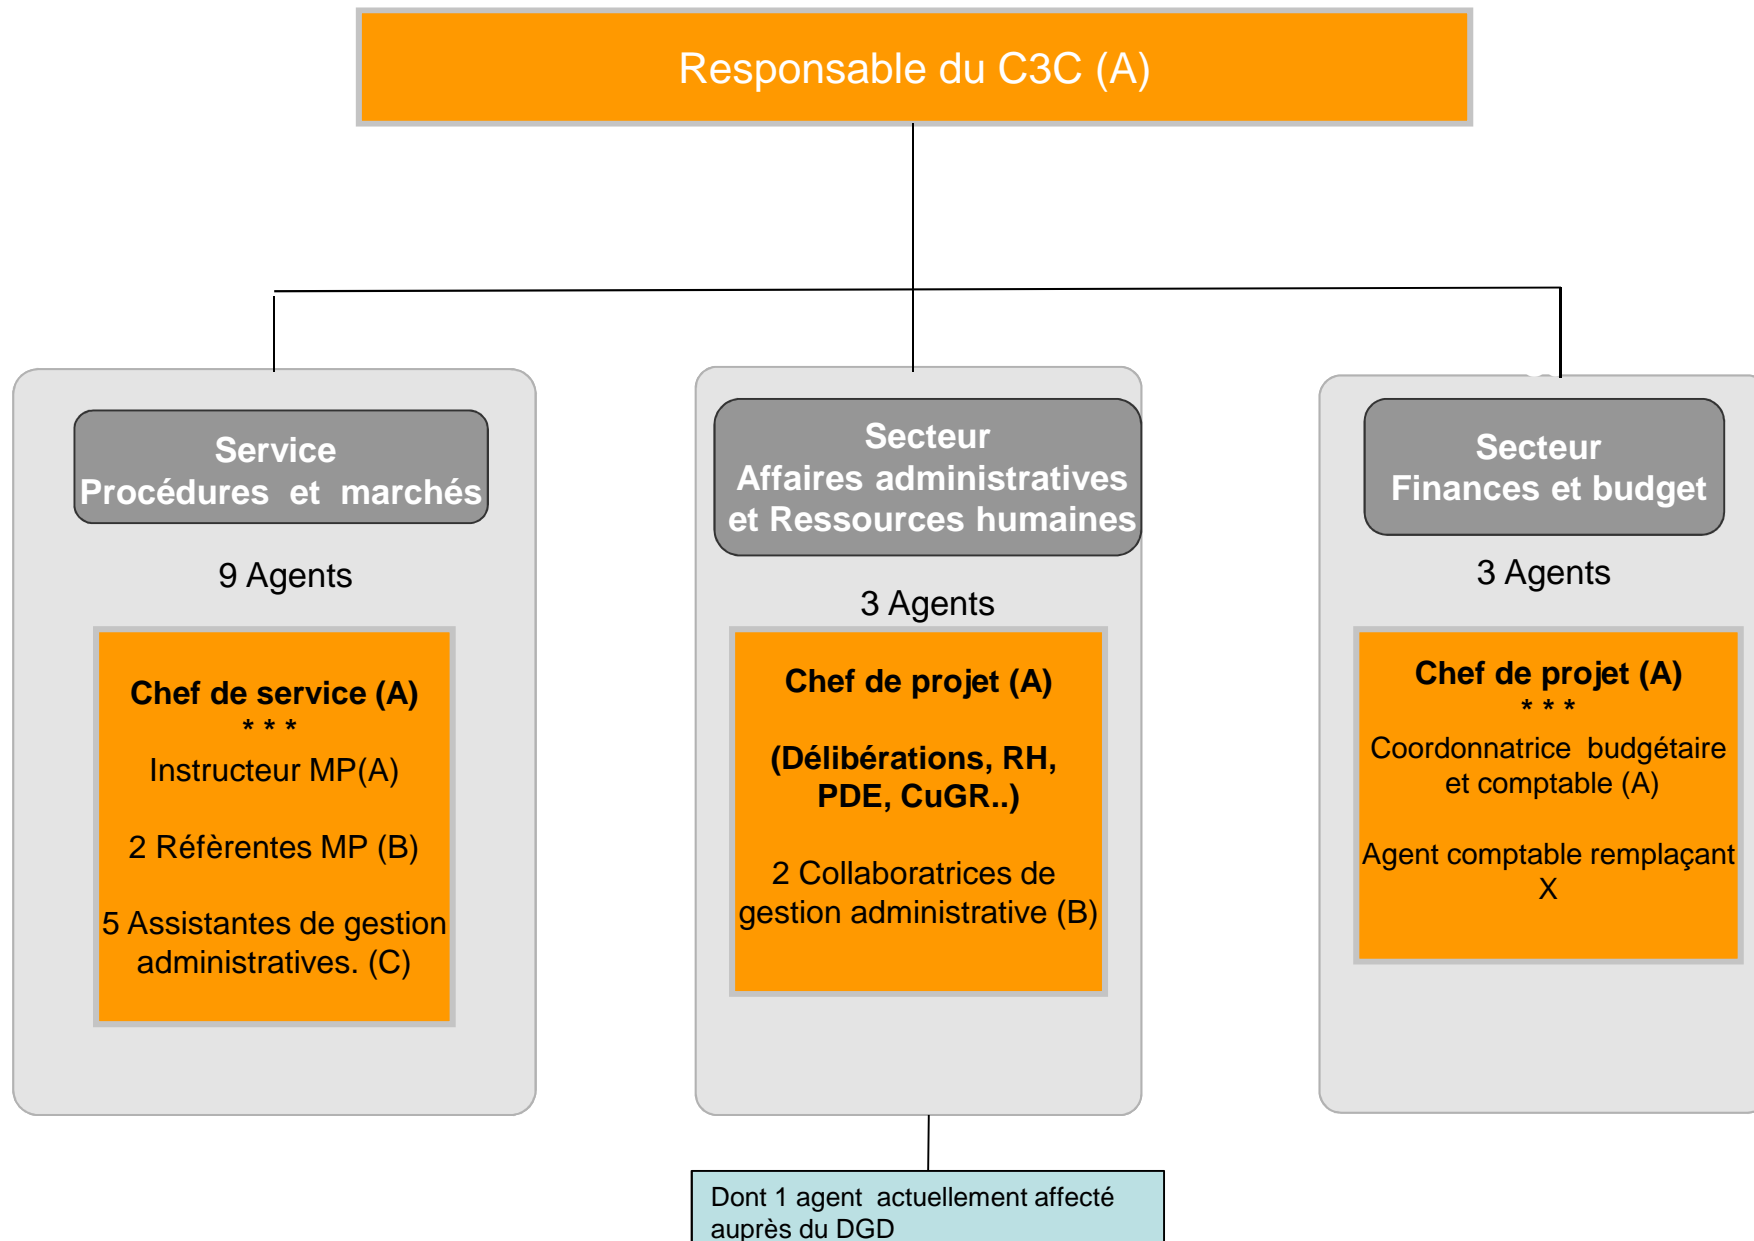 Responsable du C3C (A)
Service
Procédures et marchés
9 Agents
Chef de service (A)
* * *
Instructeur MP(A)
2 Réfèrentes MP (B)
5 Assistantes de gestion
administratives. (C)
Secteur
Affaires administratives
et Ressources humaines
3 Agents
Chef de projet (A)
(Délibérations, RH,
PDE, CuGR..)
2 Collaboratrices de
gestion administrative (B)
Dont 1 agent actuellement affecté
auprès du DGD
Secteur
Finances et budget
3 Agents
Chef de projet (A)
* * *
Coordonnatrice budgétaire
et comptable (A)
Agent comptable remplaçant
X